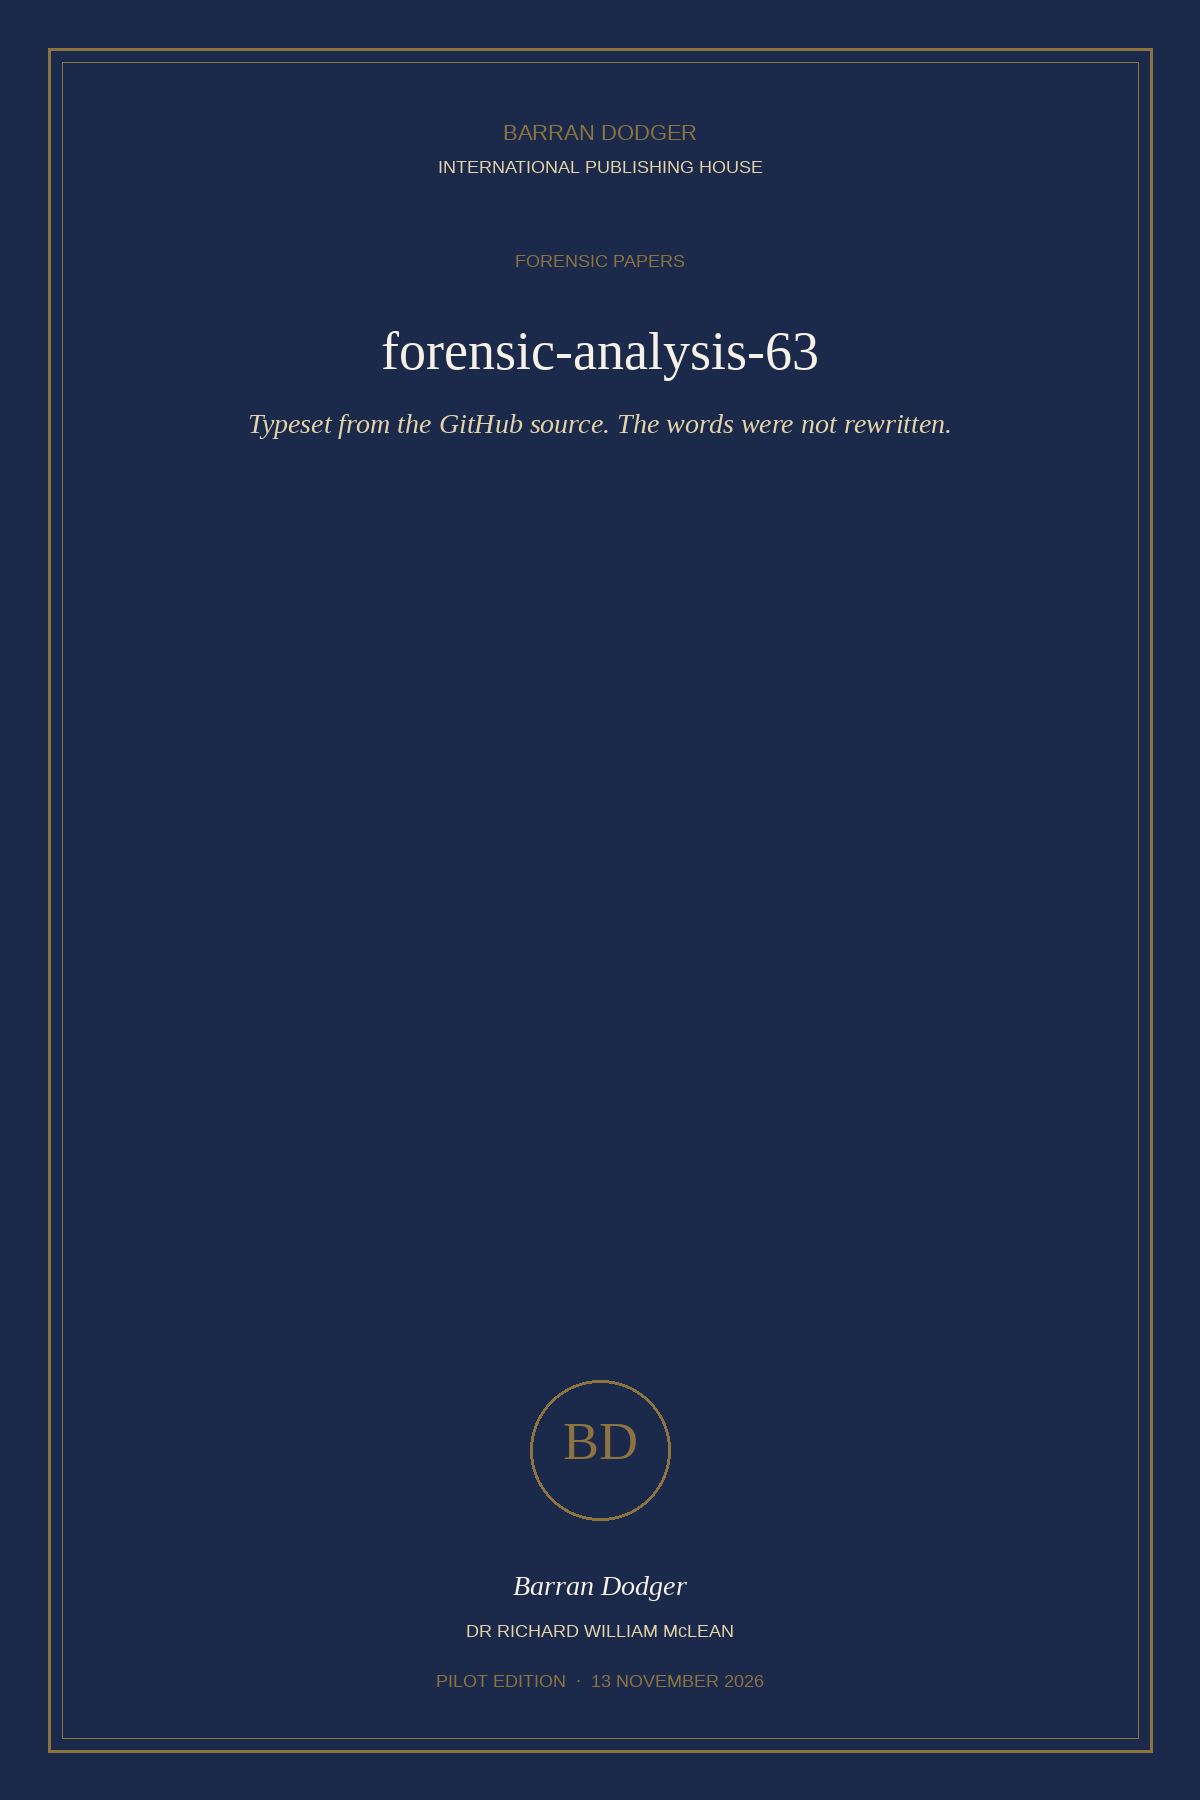 BARRAN DODGER
INTERNATIONAL PUBLISHING HOUSE
FORENSIC PAPERS
forensic-analysis-63
Typeset from the GitHub source. The words were not rewritten.
BD
Barran Dodger
DR RICHARD WILLIAM McLEAN
PILOT EDITION · 13 NOVEMBER 2026